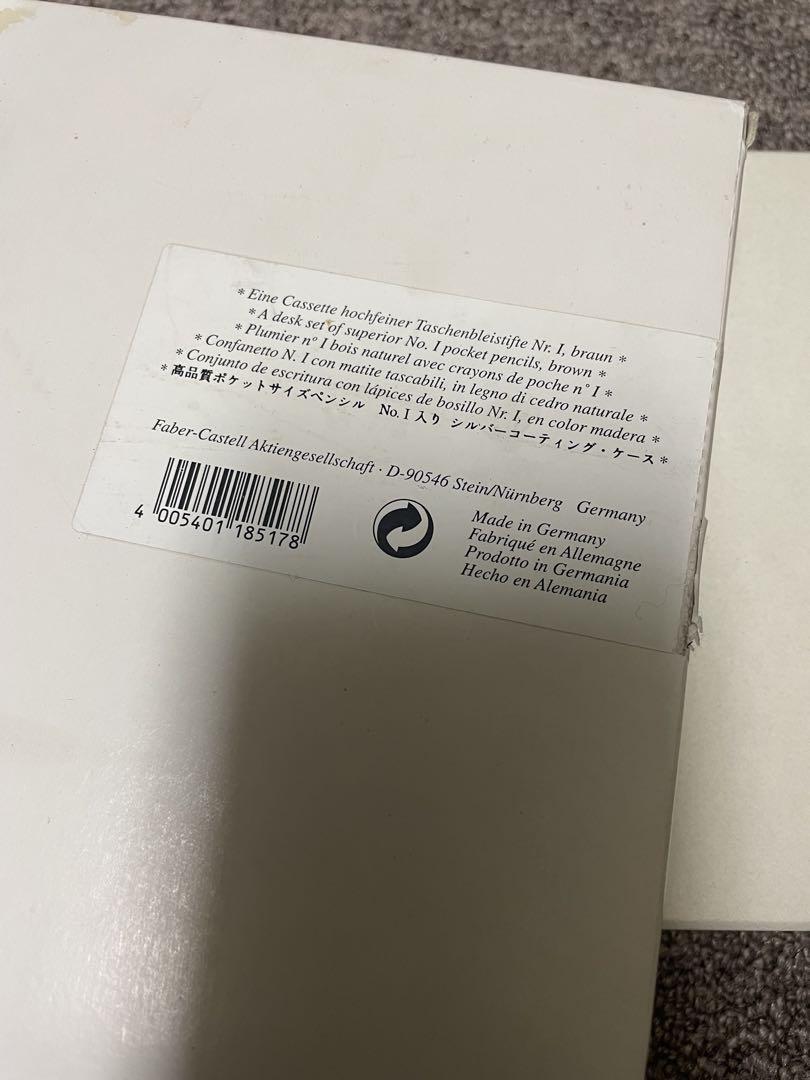 * Eine Cassette hochfeiner Taschenbleistifte Nr. I, braun *
* A desk set of superior No. I pocket pencils, brown *
* Plumier n° I bois naturel avec crayons de poche n° I *
* Confanetto N. I con matite tascabili, in legno di cedro naturale *
* Conjunto de escritura con lápices de bosillo Nr. I, en color madera *
* 高品質ポケットサイズペンシル No. I 入り シルバーコーティング・ケース *
Faber-Castell Aktiengesellschaft · D-90546 Stein/Nürnberg Germany
4 005401 185178
Made in Germany
Fabriqué en Allemagne
Prodotto in Germania
Hecho en Alemania